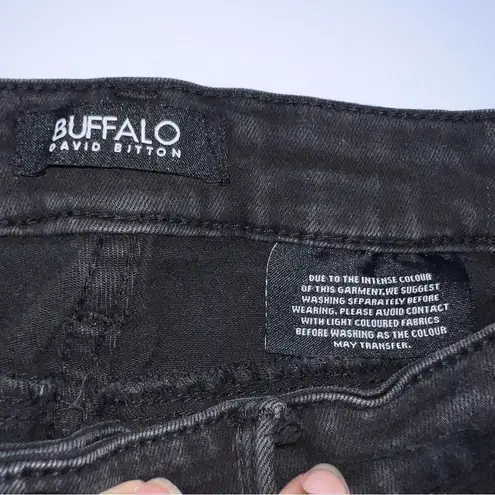 BUFFALO
DAVID BITTON
DUE TO THE INTENSE COLOUR
OF THIS GARMENT,WE SUGGEST
WASHING SEPARATELY BEFORE
WEARING. PLEASE AVOID CONTACT
WITH LIGHT COLOURED FABRICS
BEFORE WASHING AS THE COLOUR
MAY TRANSFER.